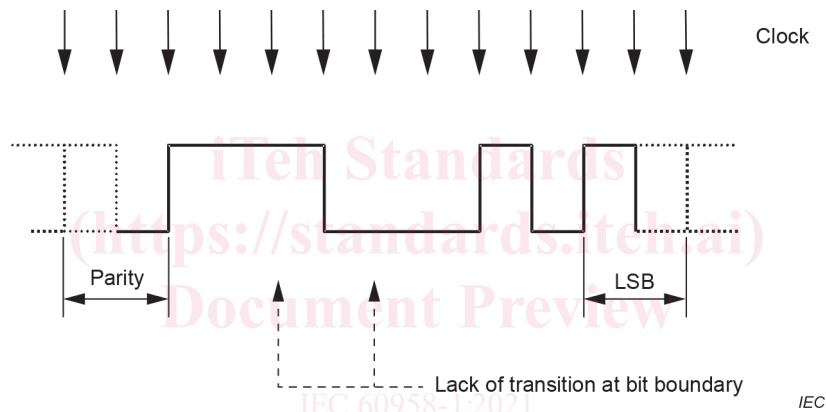 Clock
iTeh Standards
(https://standards.iteh.ai)
Parity
LSB
Document Preview
Lack of transition at bit boundary
IEC 60958-1:2021
IEC